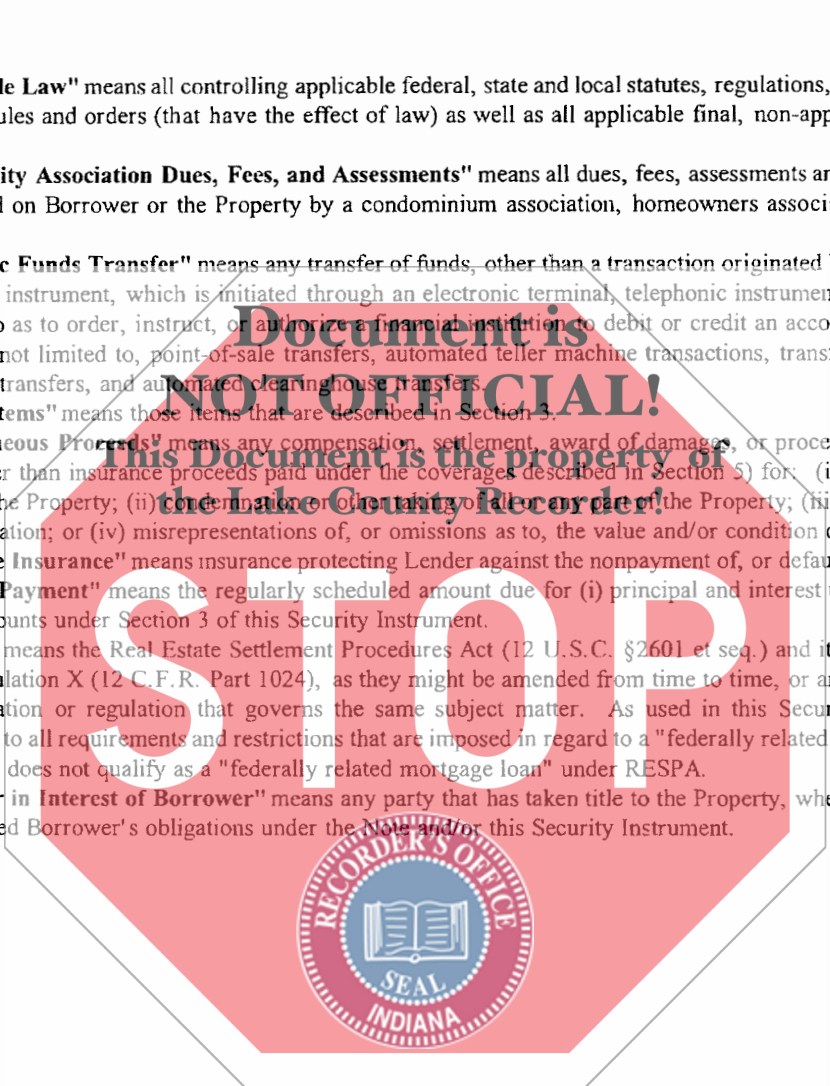 le Law" means all controlling applicable federal, state and local statutes, regulations,
ules and orders (that have the effect of law) as well as all applicable final, non-app
ity Association Dues, Fees, and Assessments" means all dues, fees, assessments an
l on Borrower or the Property by a condominium association, homeowners associ
c Funds Transfer" means any transfer of funds, other than a transaction originated
instrument, which is initiated through an electronic terminal, telephonic instrumen
o as to order, instruct, or authorize a financial institution to debit or credit an acco
not limited to, point-of-sale transfers, automated teller machine transactions, trans
transfers, and automated clearinghouse transfers.
tems" means those items that are described in Section 3.
eous Proceeds" means any compensation, settlement, award of damages, or proce
r than insurance proceeds paid under the coverages described in Section 5) for: (i
he Property; (ii) condemnation or other taking of all or any part of the Property; (iii
ation; or (iv) misrepresentations of, or omissions as to, the value and/or condition o
e Insurance" means insurance protecting Lender against the nonpayment of, or defau
Payment" means the regularly scheduled amount due for (i) principal and interest
ounts under Section 3 of this Security Instrument.
means the Real Estate Settlement Procedures Act (12 U.S.C. §2601 et seq.) and it
lation X (12 C.F.R. Part 1024), as they might be amended from time to time, or an
ation or regulation that governs the same subject matter. As used in this Secur
to all requirements and restrictions that are imposed in regard to a "federally related
does not qualify as a "federally related mortgage loan" under RESPA.
r in Interest of Borrower" means any party that has taken title to the Property, whe
ed Borrower's obligations under the Note and/or this Security Instrument.
Document is
NOT OFFICIAL!
This Document is the property of
the Lake County Recorder!
STOP
RECORDER'S OFFICE
SEAL
INDIANA